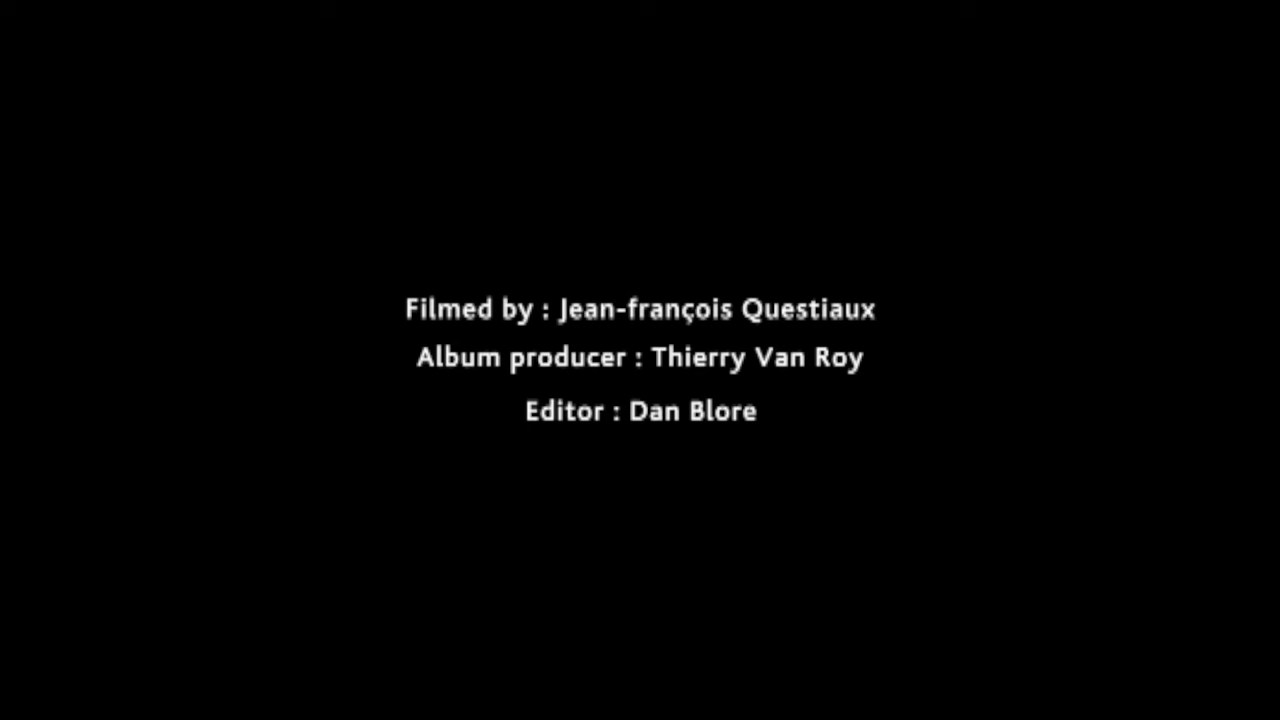 Filmed by : Jean-françois Questiaux
Album producer : Thierry Van Roy
Editor : Dan Blore